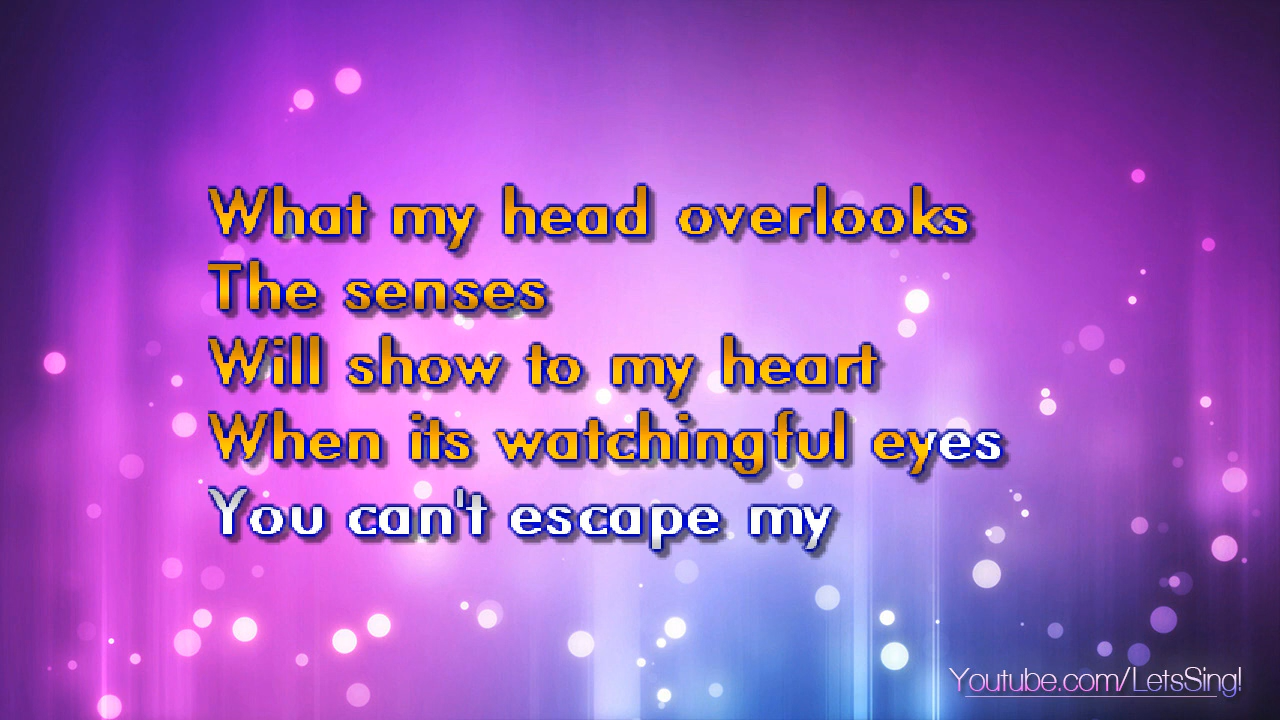 What my head overlooks
The senses
Will show to my heart
When its watchingful eyes
You can't escape my
Youtube.com/LetsSing!